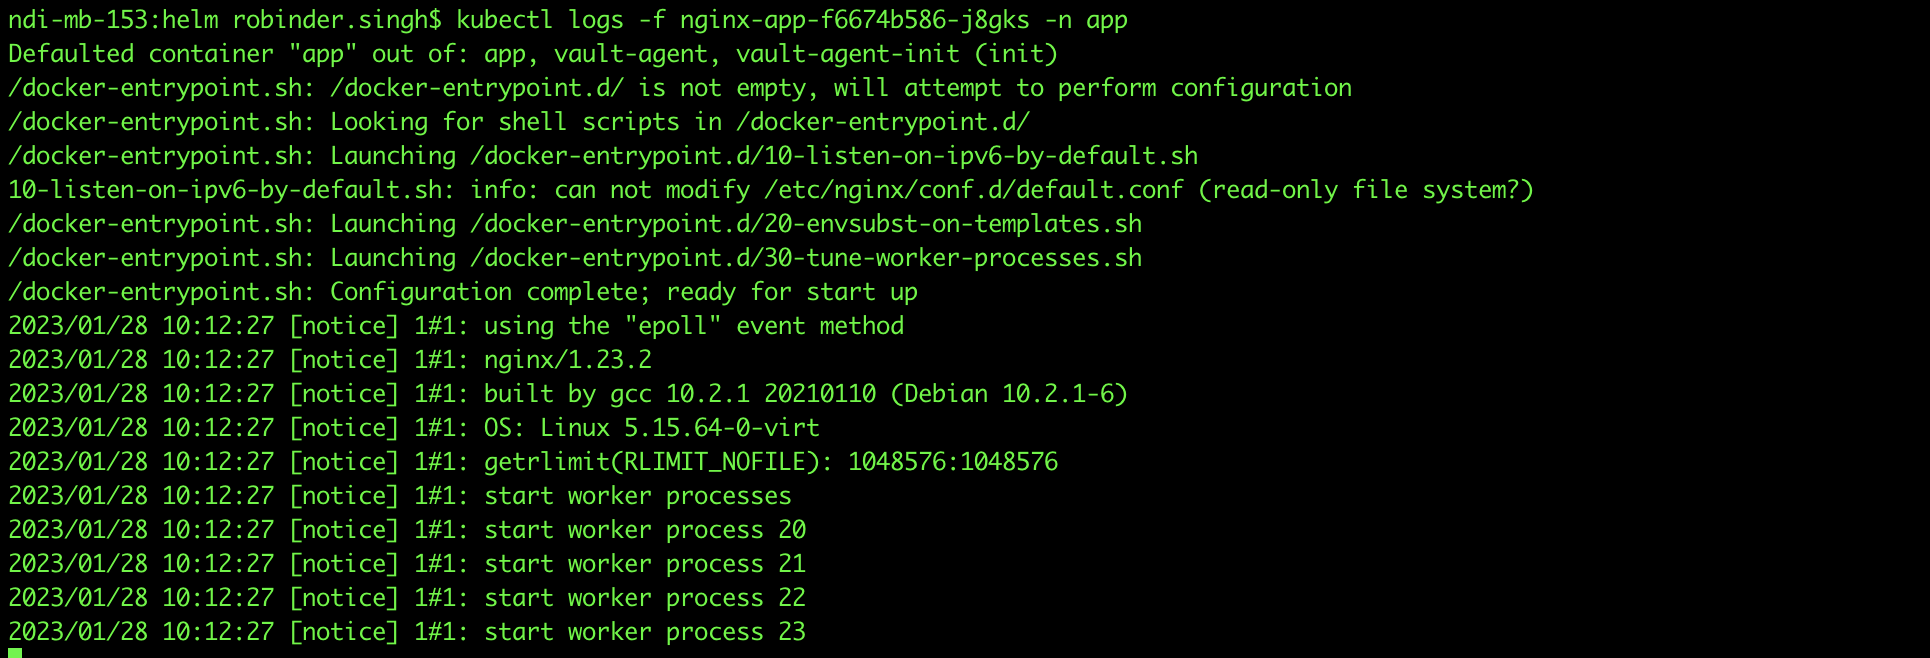 ndi-mb-153:helm robinder.singh$ kubectl logs -f nginx-app-f6674b586-j8gks -n app
Defaulted container "app" out of: app, vault-agent, vault-agent-init (init)
/docker-entrypoint.sh: /docker-entrypoint.d/ is not empty, will attempt to perform configuration
/docker-entrypoint.sh: Looking for shell scripts in /docker-entrypoint.d/
/docker-entrypoint.sh: Launching /docker-entrypoint.d/10-listen-on-ipv6-by-default.sh
10-listen-on-ipv6-by-default.sh: info: can not modify /etc/nginx/conf.d/default.conf (read-only file system?)
/docker-entrypoint.sh: Launching /docker-entrypoint.d/20-envsubst-on-templates.sh
/docker-entrypoint.sh: Launching /docker-entrypoint.d/30-tune-worker-processes.sh
/docker-entrypoint.sh: Configuration complete; ready for start up
2023/01/28 10:12:27 [notice] 1#1: using the "epoll" event method
2023/01/28 10:12:27 [notice] 1#1: nginx/1.23.2
2023/01/28 10:12:27 [notice] 1#1: built by gcc 10.2.1 20210110 (Debian 10.2.1-6)
2023/01/28 10:12:27 [notice] 1#1: OS: Linux 5.15.64-0-virt
2023/01/28 10:12:27 [notice] 1#1: getrlimit(RLIMIT_NOFILE): 1048576:1048576
2023/01/28 10:12:27 [notice] 1#1: start worker processes
2023/01/28 10:12:27 [notice] 1#1: start worker process 20
2023/01/28 10:12:27 [notice] 1#1: start worker process 21
2023/01/28 10:12:27 [notice] 1#1: start worker process 22
2023/01/28 10:12:27 [notice] 1#1: start worker process 23